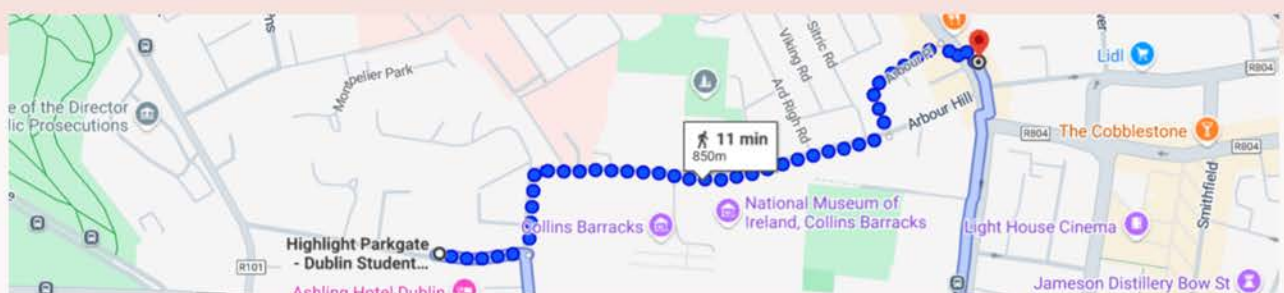 Montpelier Park
e of the Director
lic Prosecutions
Viking Rd
Sitric Rd
Ard Righ Rd
Arbour
Arbour Hill
Lidl
R804
11 min
850m
R804
The Cobblestone
R804
Smithfield
National Museum of
Ireland, Collins Barracks
Collins Barracks
Light House Cinema
Highlight Parkgate
- Dublin Student...
R101
Ashling Hotel Dublin
Jameson Distillery Bow St